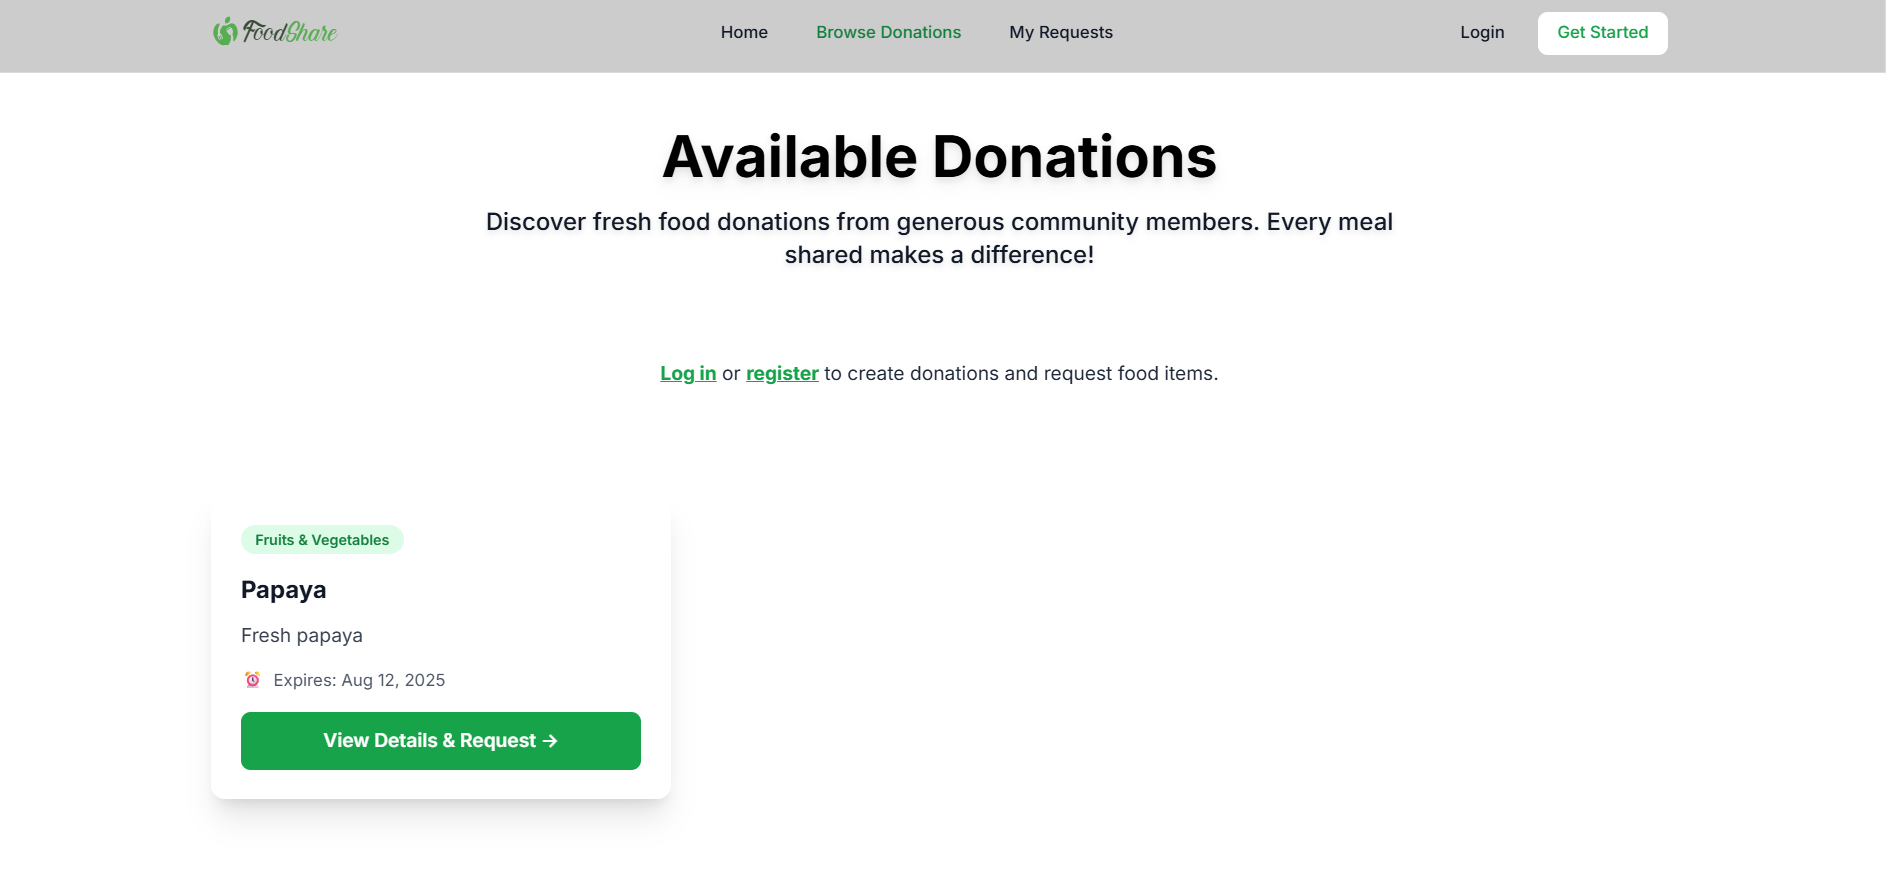 FoodShare
Home
Browse Donations
My Requests
Login
Get Started
Available Donations
Discover fresh food donations from generous community members. Every meal
shared makes a difference!
Log in or register to create donations and request food items.
Fruits & Vegetables
Papaya
Fresh papaya
Expires: Aug 12, 2025
View Details & Request →